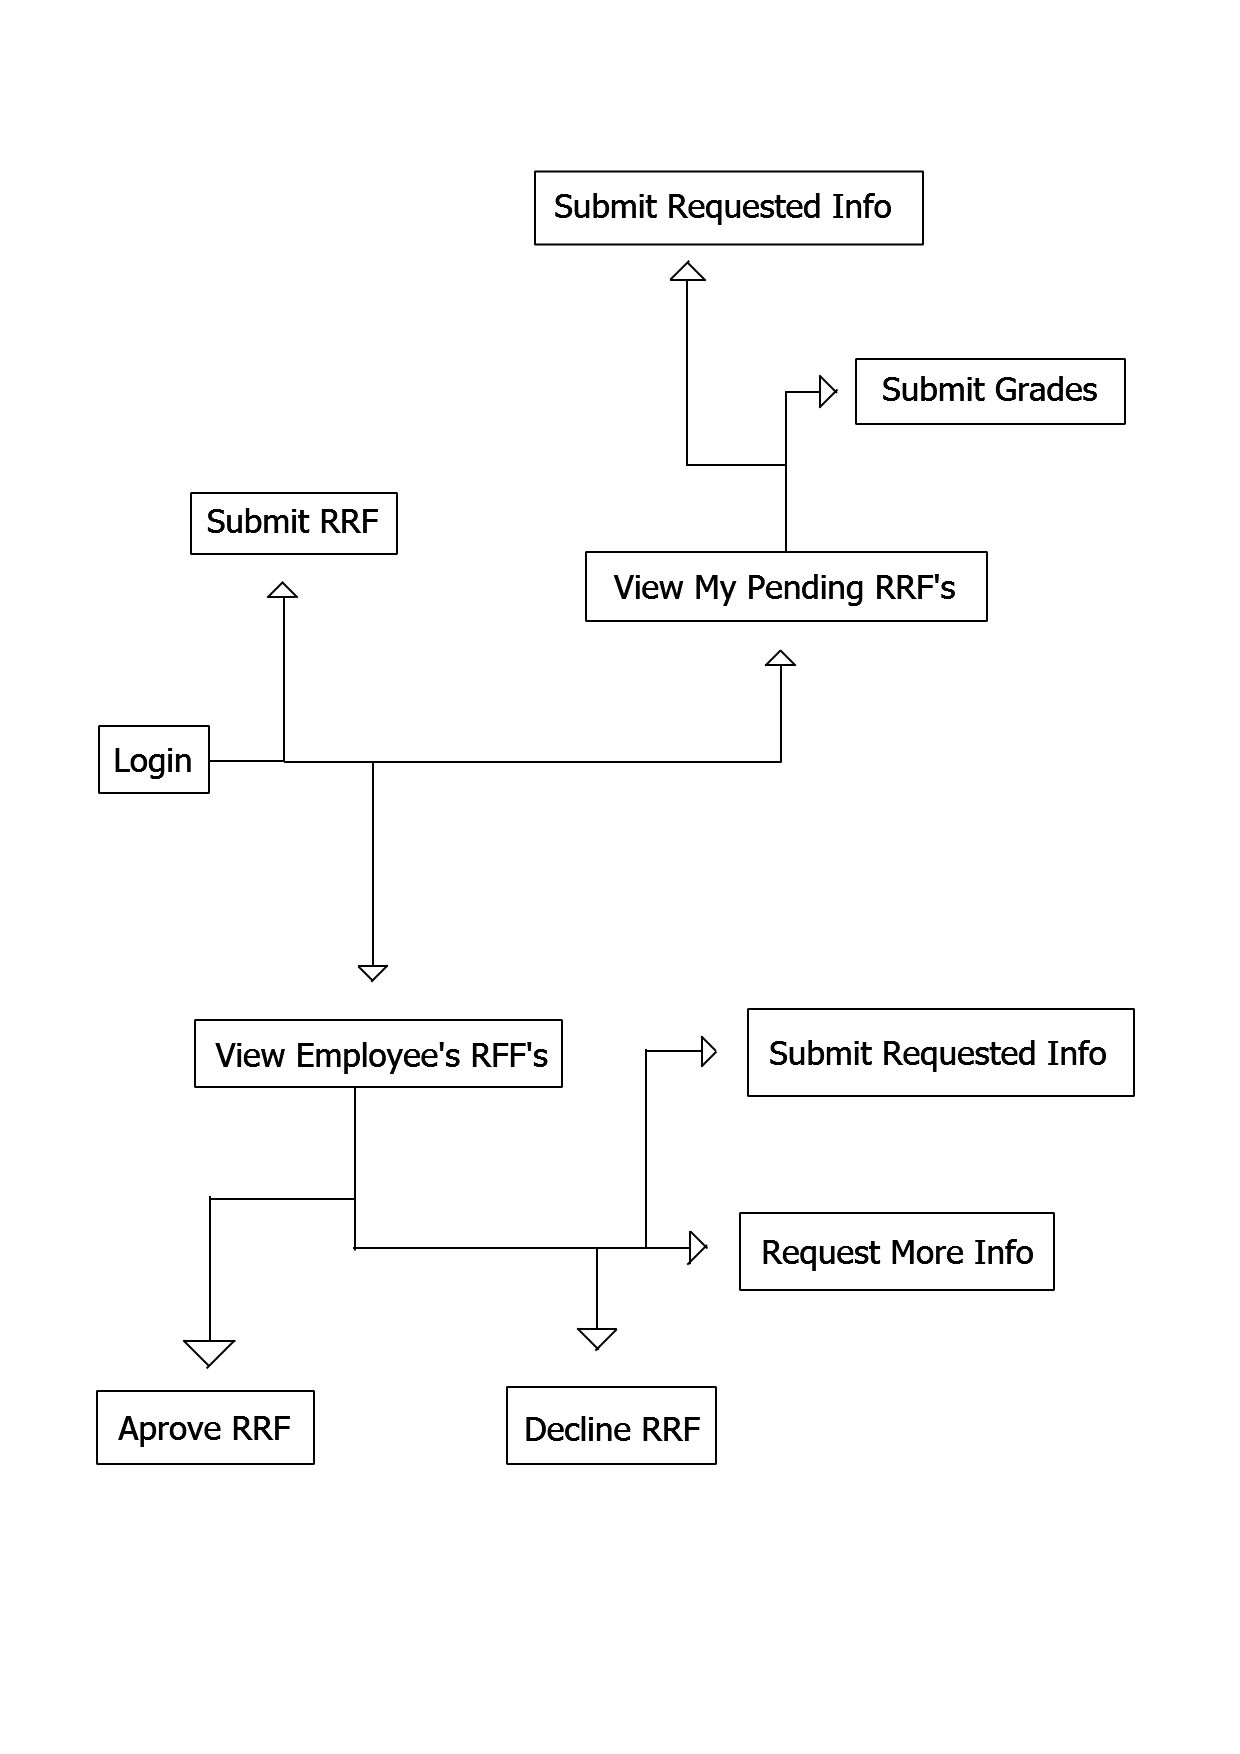 Submit Requested Info
Submit Grades
Submit RRF
View My Pending RRF's
Login
View Employee's RFF's
Submit Requested Info
Request More Info
Aprove RRF
Decline RRF